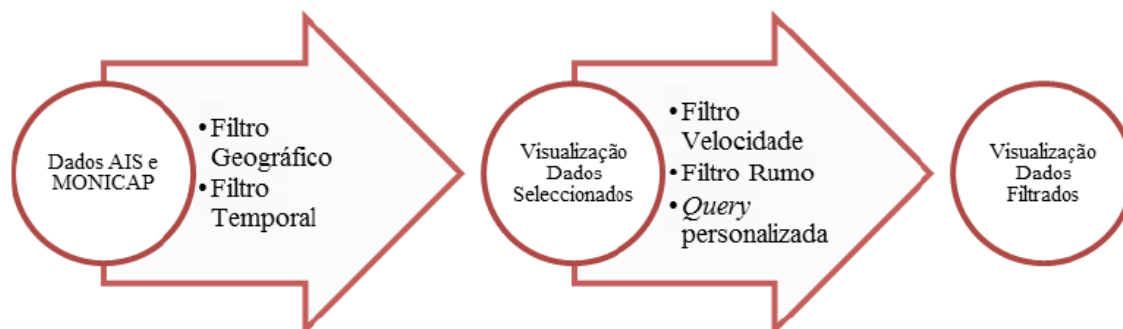 Dados AIS e
MONICAP
• Filtro
Geográfico
• Filtro
Temporal
Visualização
Dados
Seleccionados
• Filtro
Velocidade
• Filtro Rumo
• Query
personalizada
Visualização
Dados
Filtrados